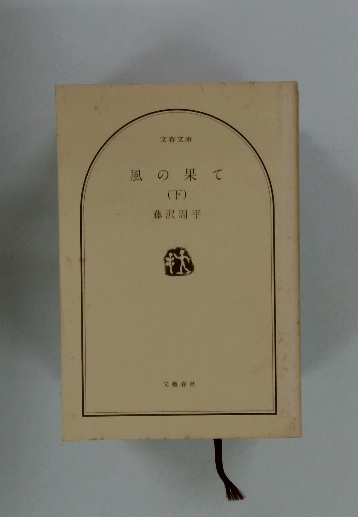 文春文庫
風の果て
(下)
藤沢周平
文藝春秋